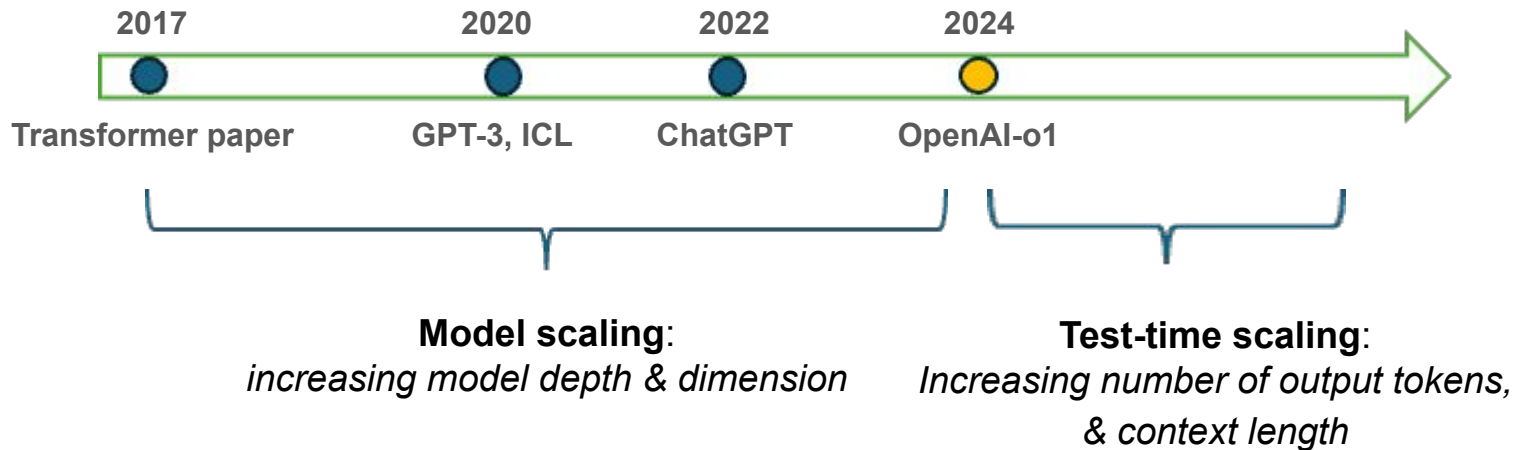 2017 2020 2022 2024
Transformer paper GPT-3, ICL ChatGPT OpenAI-o1
Model scaling:
increasing model depth & dimension
Test-time scaling:
Increasing number of output tokens,
& context length